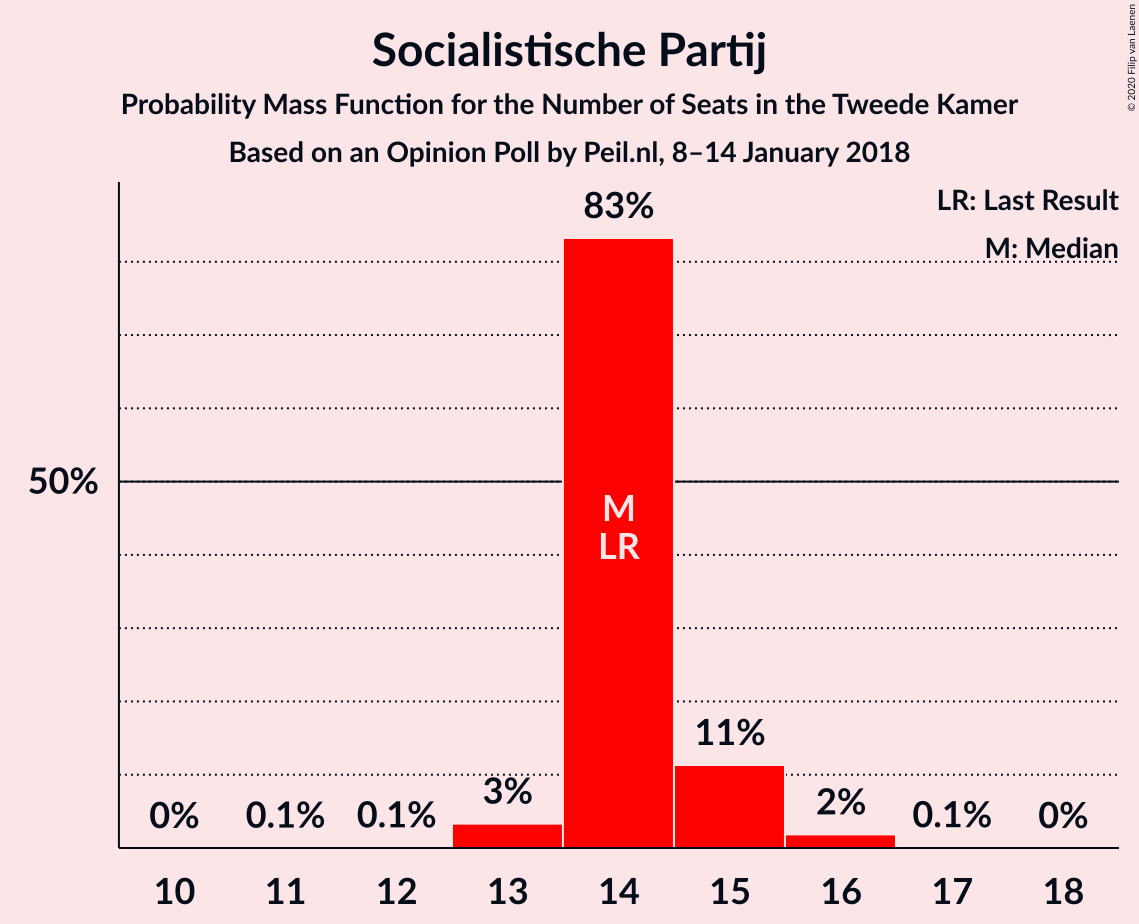 Socialistische Partij
Probability Mass Function for the Number of Seats in the Tweede Kamer
Based on an Opinion Poll by Peil.nl, 8–14 January 2018
© 2020 Filip van Laenen
LR: Last Result
M: Median
83%
50%
M
LR
11%
3%
2%
0%
0.1%
0.1%
0.1%
0%
10 11 12 13 14 15 16 17 18